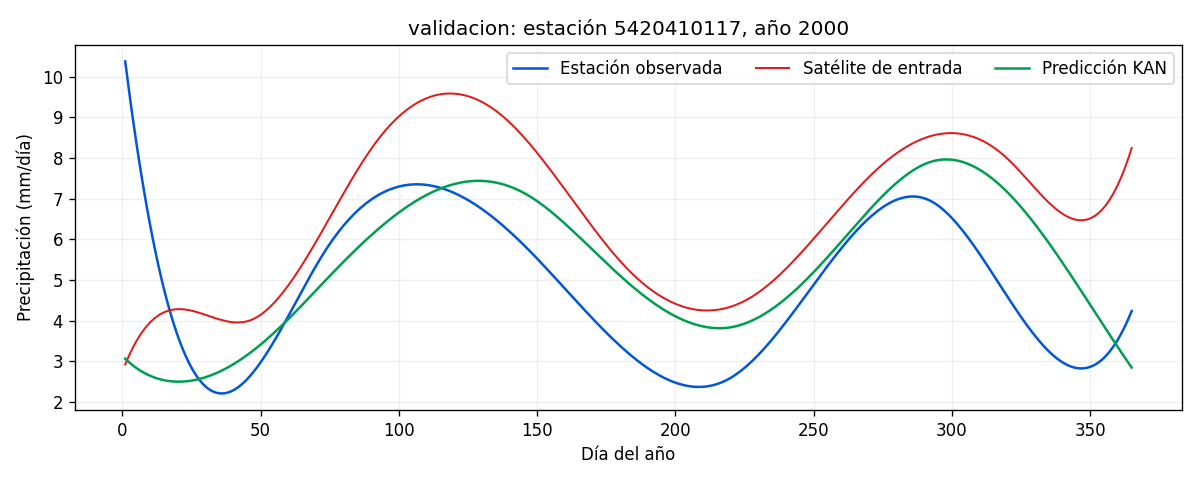 validacion: estación 5420410117, año 2000
Estación observada
Satélite de entrada
Predicción KAN
Precipitación (mm/día)
10
9
8
7
6
5
4
3
2
0
50
100
150
200
250
300
350
Día del año